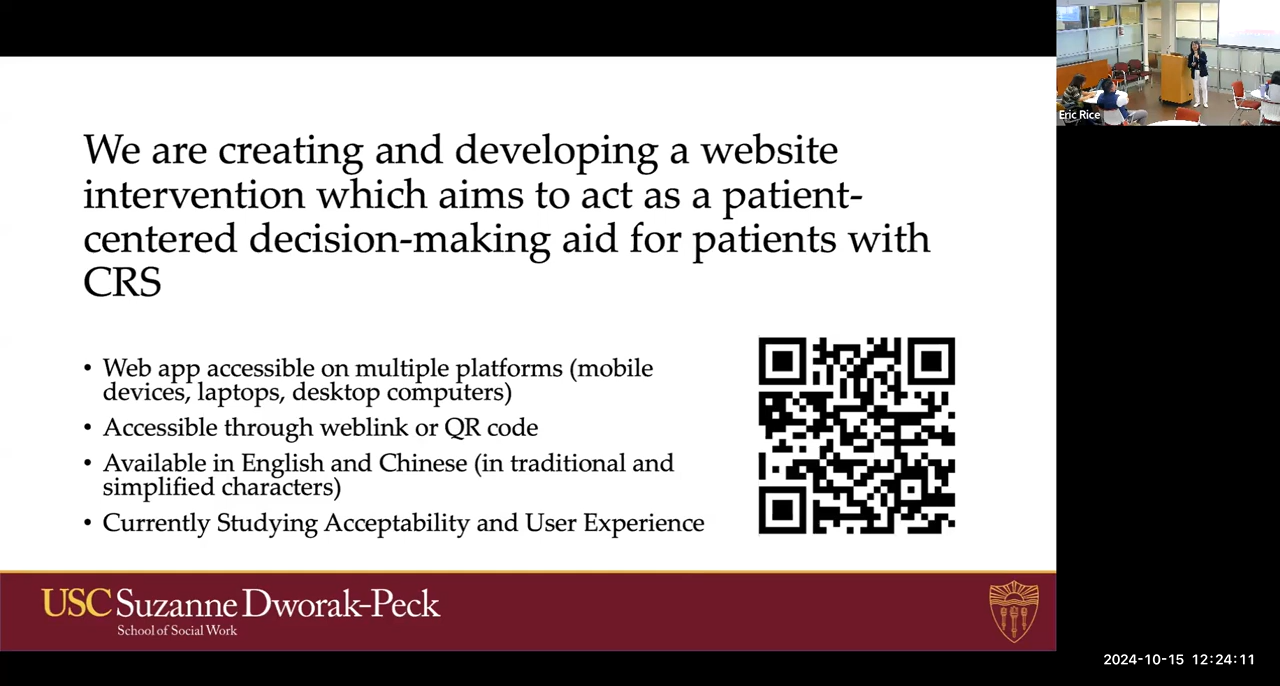 Eric Rice
We are creating and developing a website
intervention which aims to act as a patient-
centered decision-making aid for patients with
CRS
• Web app accessible on multiple platforms (mobile
devices, laptops, desktop computers)
• Accessible through weblink or QR code
• Available in English and Chinese (in traditional and
simplified characters)
• Currently Studying Acceptability and User Experience
USC Suzanne Dworak-Peck
School of Social Work
2024-10-15 12:24:11